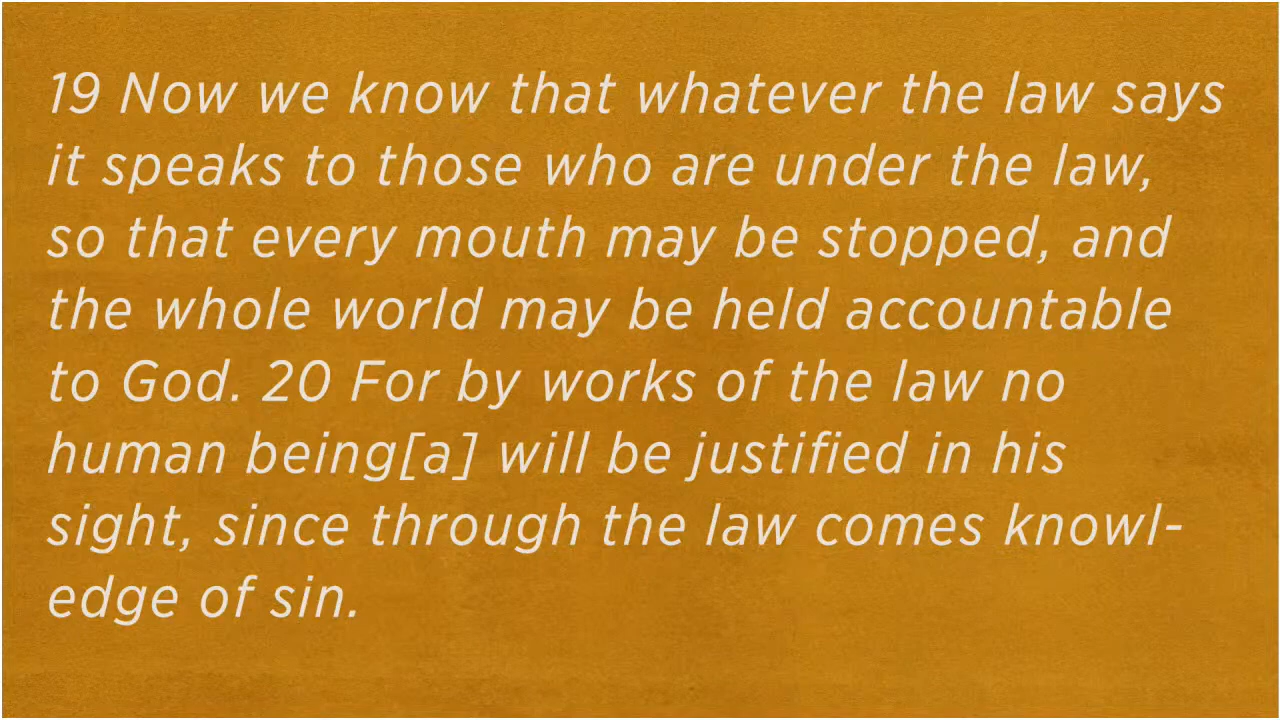 19 Now we know that whatever the law says
it speaks to those who are under the law,
so that every mouth may be stopped, and
the whole world may be held accountable
to God. 20 For by works of the law no
human being[a] will be justified in his
sight, since through the law comes knowl-
edge of sin.